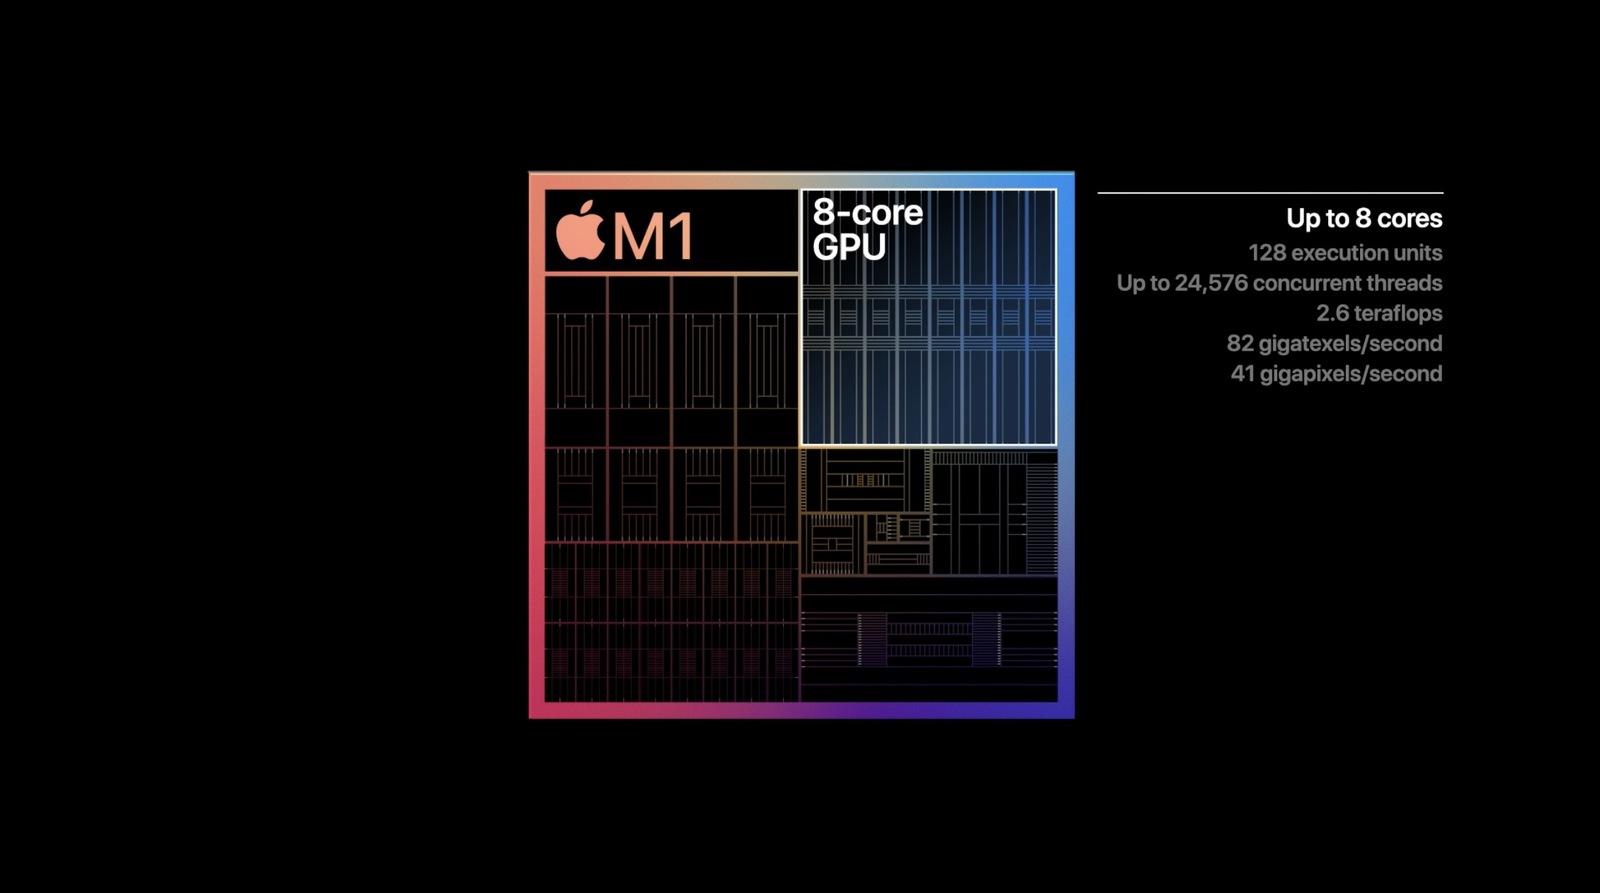 M1
8-core
GPU
Up to 8 cores
128 execution units
Up to 24,576 concurrent threads
2.6 teraflops
82 gigatexels/second
41 gigapixels/second